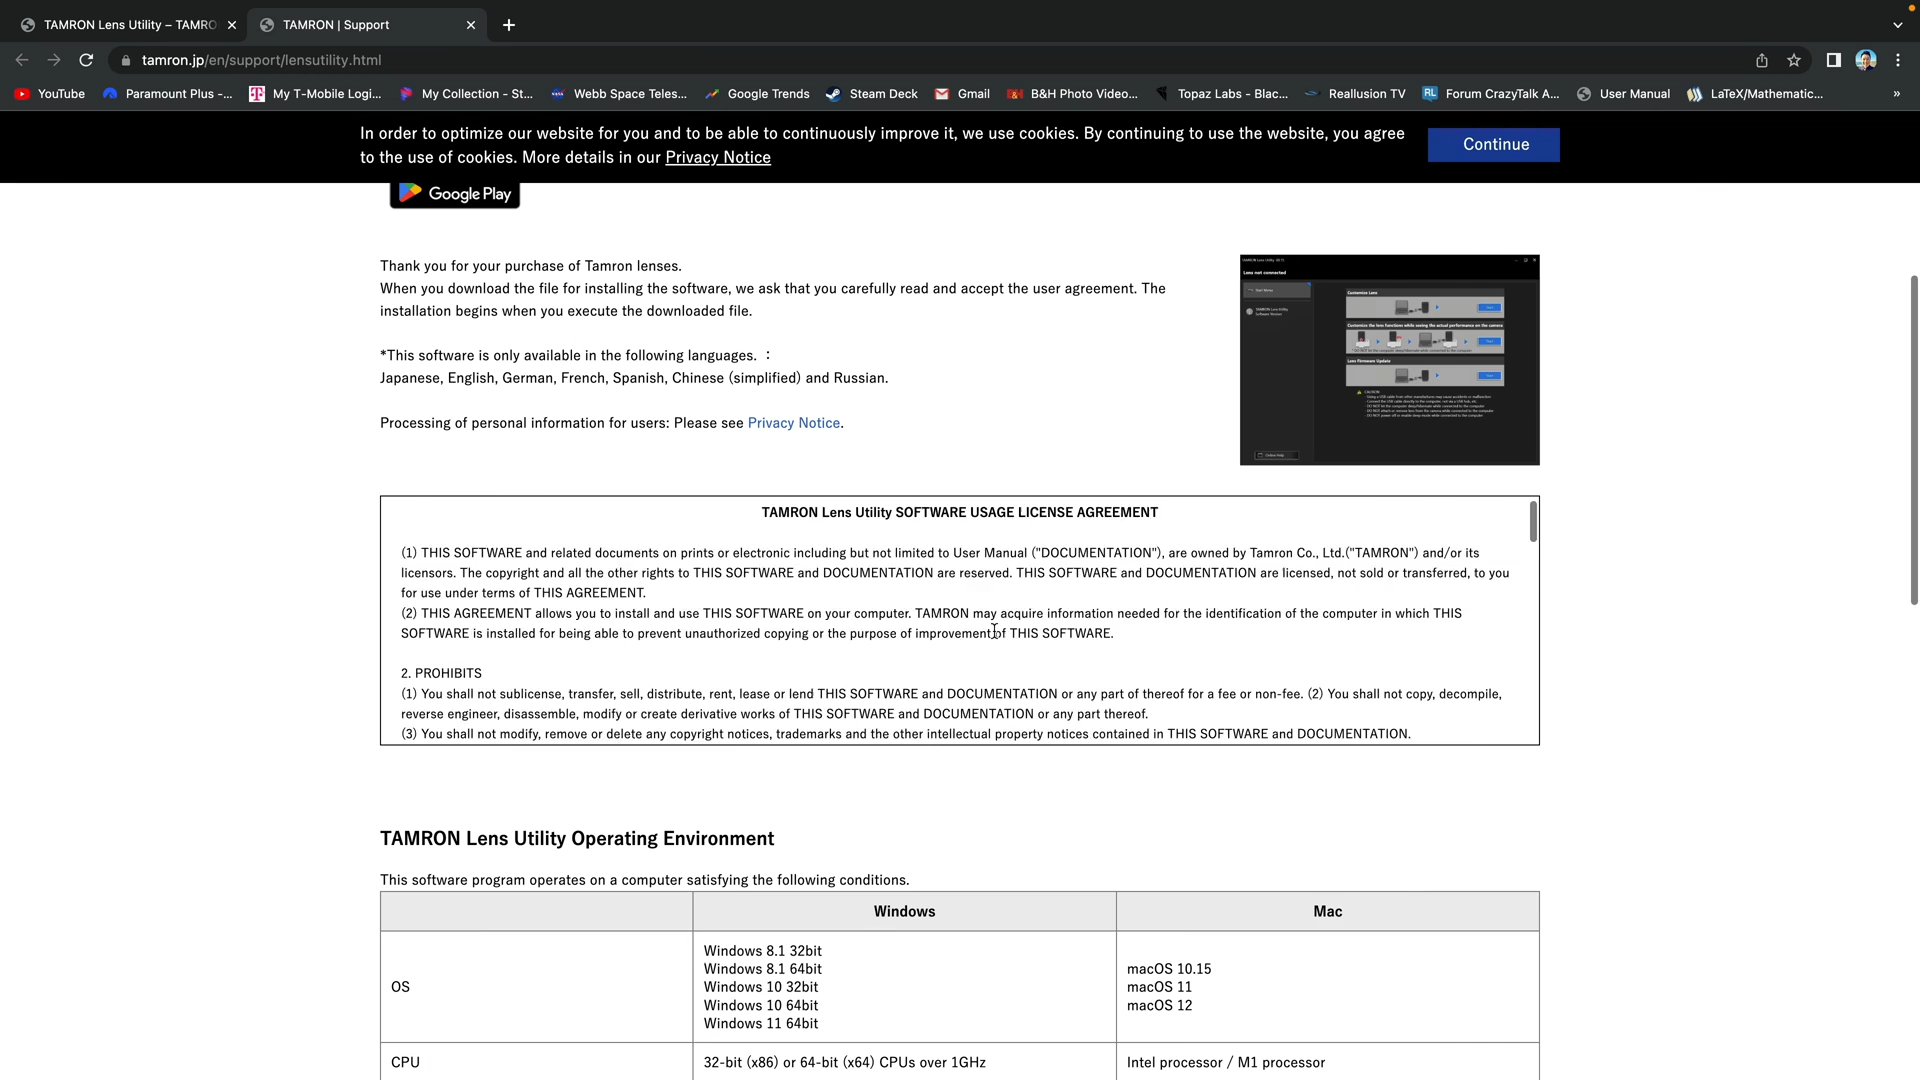 TAMRON Lens Utility – TAMRO
TAMRON | Support
tamron.jp/en/support/lensutility.html
YouTube
Paramount Plus -...
My T-Mobile Logi...
My Collection - St...
Webb Space Teles...
Google Trends
Steam Deck
Gmail
B&H Photo Video...
Topaz Labs - Blac...
Reallusion TV
Forum CrazyTalk A...
User Manual
LaTeX/Mathematic...
»
In order to optimize our website for you and to be able to continuously improve it, we use cookies. By continuing to use the website, you agree
to the use of cookies. More details in our Privacy Notice
Continue
Google Play
Thank you for your purchase of Tamron lenses.
When you download the file for installing the software, we ask that you carefully read and accept the user agreement. The
installation begins when you execute the downloaded file.
*This software is only available in the following languages. ：
Japanese, English, German, French, Spanish, Chinese (simplified) and Russian.
Processing of personal information for users: Please see Privacy Notice.
Lens not connected
Customize Lens
Customize the lens functions while seeing the actual performance on the camera
Lens Firmware Update
TAMRON Lens Utility SOFTWARE USAGE LICENSE AGREEMENT
(1) THIS SOFTWARE and related documents on prints or electronic including but not limited to User Manual ("DOCUMENTATION"), are owned by Tamron Co., Ltd.("TAMRON") and/or its
licensors. The copyright and all the other rights to THIS SOFTWARE and DOCUMENTATION are reserved. THIS SOFTWARE and DOCUMENTATION are licensed, not sold or transferred, to you
for use under terms of THIS AGREEMENT.
(2) THIS AGREEMENT allows you to install and use THIS SOFTWARE on your computer. TAMRON may acquire information needed for the identification of the computer in which THIS
SOFTWARE is installed for being able to prevent unauthorized copying or the purpose of improvement of THIS SOFTWARE.
2. PROHIBITS
(1) You shall not sublicense, transfer, sell, distribute, rent, lease or lend THIS SOFTWARE and DOCUMENTATION or any part of thereof for a fee or non-fee. (2) You shall not copy, decompile,
reverse engineer, disassemble, modify or create derivative works of THIS SOFTWARE and DOCUMENTATION or any part thereof.
(3) You shall not modify, remove or delete any copyright notices, trademarks and the other intellectual property notices contained in THIS SOFTWARE and DOCUMENTATION.
TAMRON Lens Utility Operating Environment
This software program operates on a computer satisfying the following conditions.
Windows
Mac
OS
Windows 8.1 32bit
Windows 8.1 64bit
Windows 10 32bit
Windows 10 64bit
Windows 11 64bit
macOS 10.15
macOS 11
macOS 12
CPU
32-bit (x86) or 64-bit (x64) CPUs over 1GHz
Intel processor / M1 processor